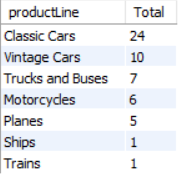 productLine Total
Classic Cars 24
Vintage Cars 10
Trucks and Buses 7
Motorcycles 6
Planes 5
Ships 1
Trains 1